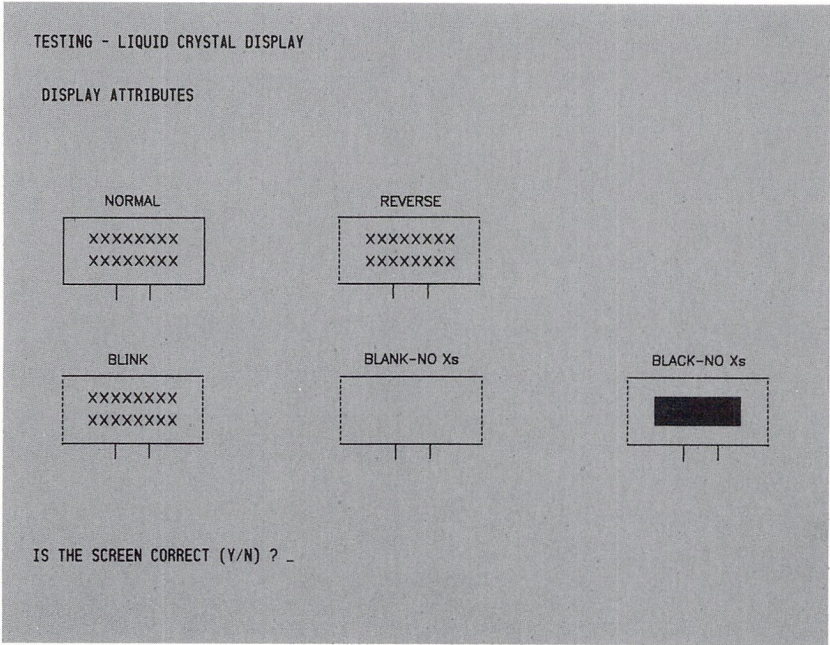 TESTING - LIQUID CRYSTAL DISPLAY
DISPLAY ATTRIBUTES
NORMAL
XXXXXXXX
XXXXXXXX
REVERSE
XXXXXXXX
XXXXXXXX
BLINK
XXXXXXXX
XXXXXXXX
BLANK-NO Xs
BLACK-NO Xs
IS THE SCREEN CORRECT (Y/N) ? _